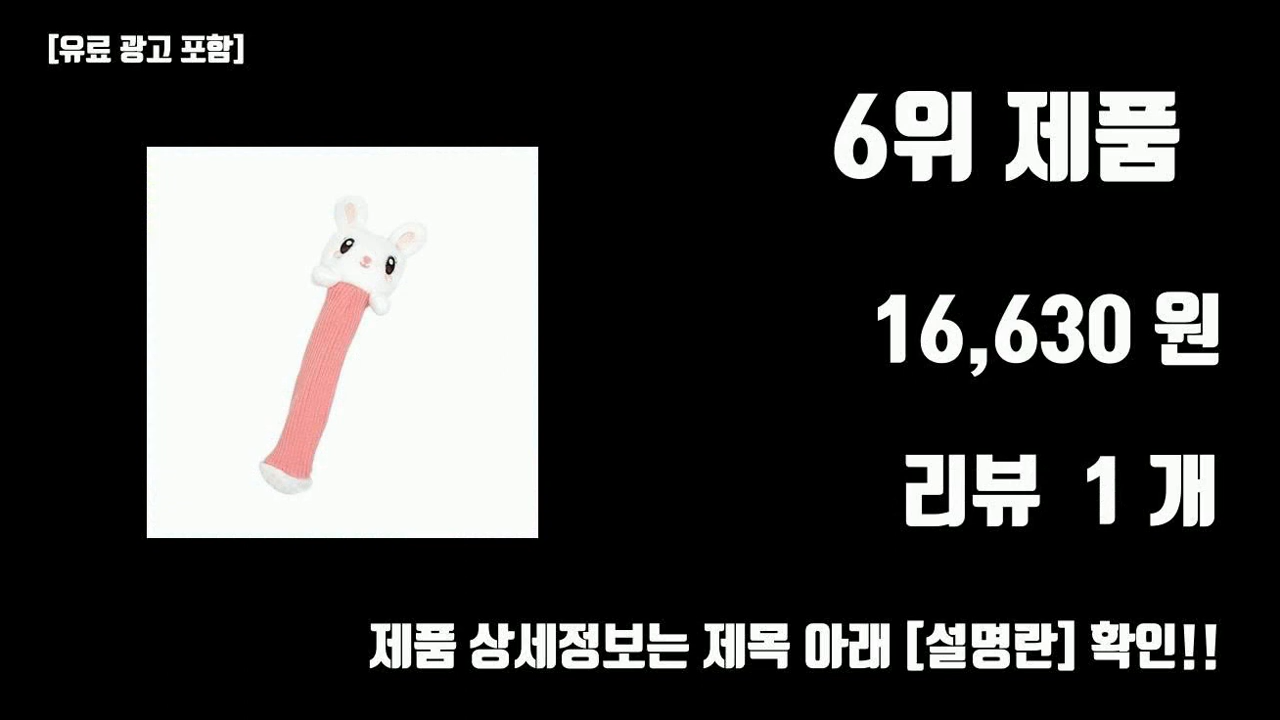 [유료 광고 포함]
6위 제품
16,630 원
리뷰 1 개
제품 상세정보는 제목 아래 [설명란] 확인!!